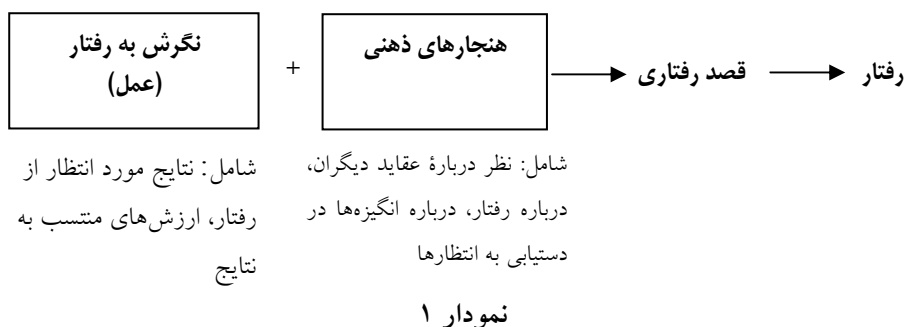 نگرش به رفتار
(عمل)
+
هنجارهای ذهنی
قصد رفتاری
رفتار
شامل: نتایج مورد انتظار از
رفتار، ارزش‌های منتسب به
نتایج
شامل: نظر دربارۀ عقاید دیگران،
درباره رفتار، درباره انگیزه‌ها در
دستیابی به انتظارها
نمودار ۱